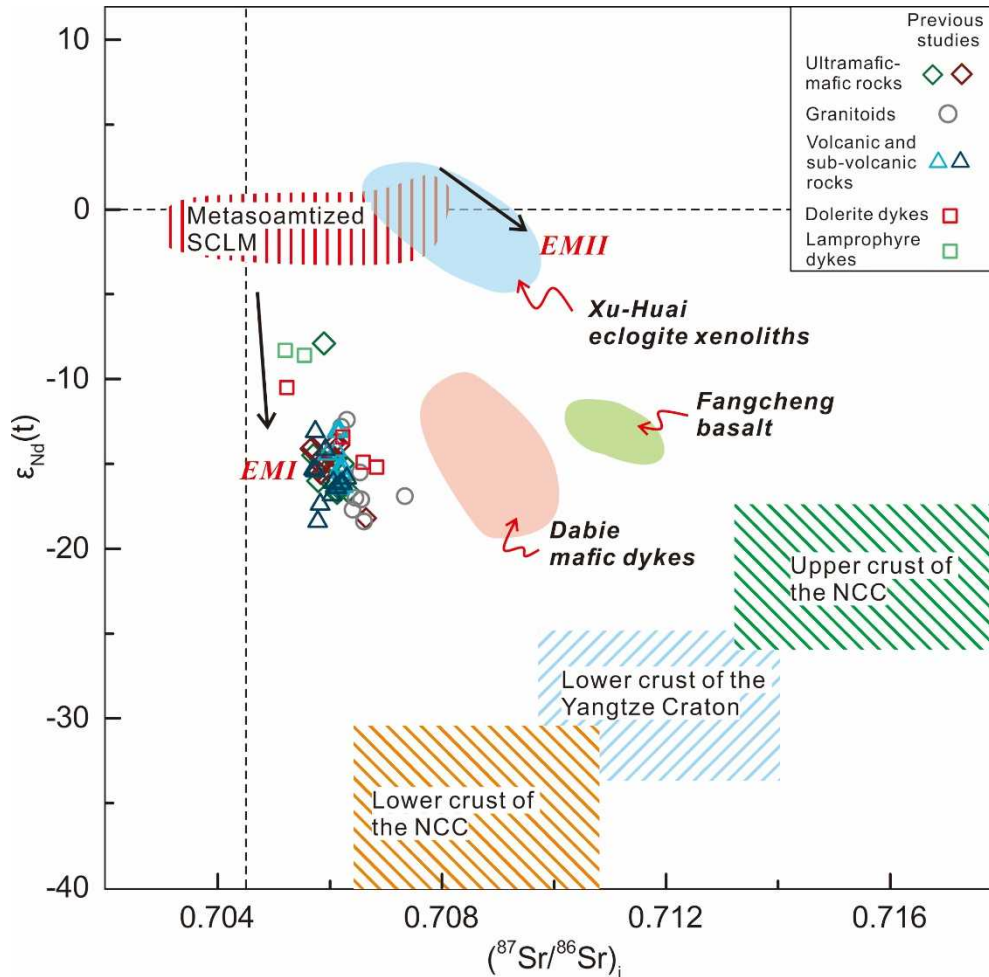 10
0
-10
-20
-30
-40
εNd(t)
0.704
0.708
0.712
0.716
(⁸⁷Sr/⁸⁶Sr)i
Previous
studies
Ultramafic-
mafic rocks
Granitoids
Volcanic and
sub-volcanic
rocks
Dolerite dykes
Lamprophyre
dykes
Metasoamtized
SCLM
EMII
Xu-Huai
eclogite xenoliths
Fangcheng
basalt
EMI
Dabie
mafic dykes
Upper crust of
the NCC
Lower crust of the
Yangtze Craton
Lower crust of
the NCC